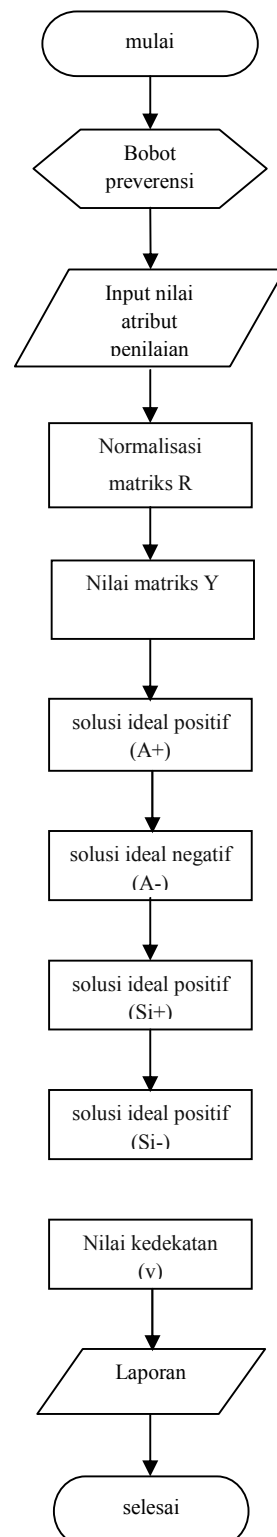 mulai
Bobot
preverensi
Input nilai
atribut
penilaian
Normalisasi
matriks R
Nilai matriks Y
solusi ideal positif
(A+)
solusi ideal negatif
(A-)
solusi ideal positif
(Si+)
solusi ideal positif
(Si-)
Nilai kedekatan
(v)
Laporan
selesai